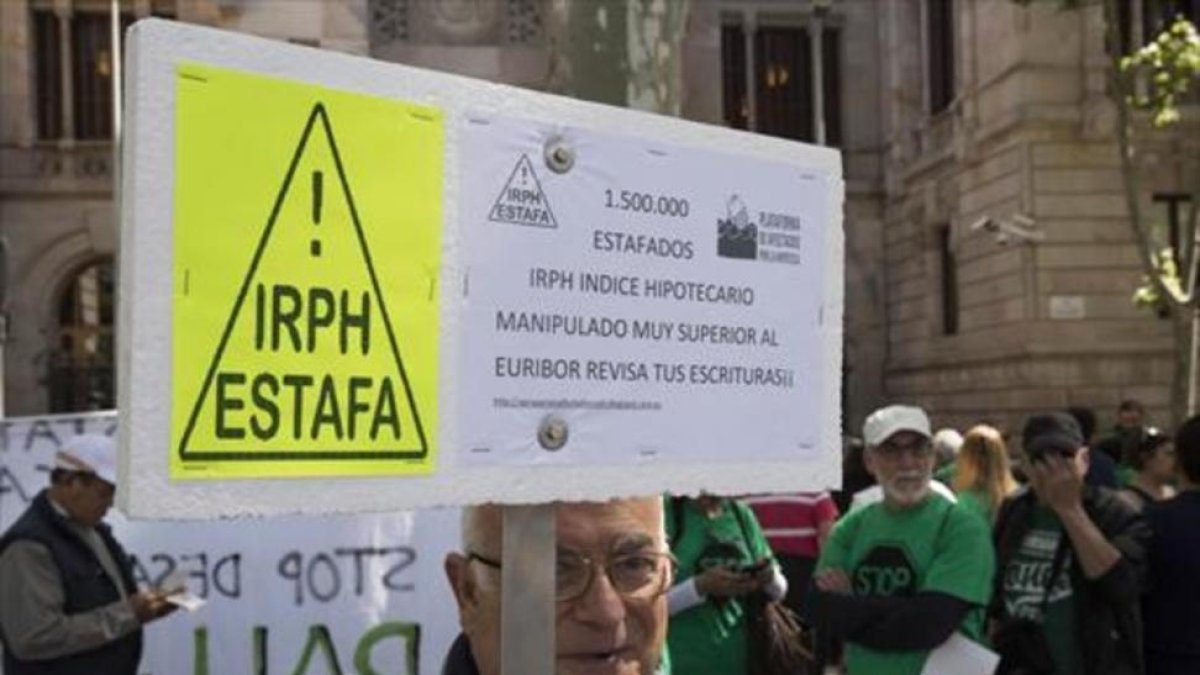 !
IRPH
ESTAFA
!
IRPH
ESTAFA
1.500.000
ESTAFADOS
IRPH INDICE HIPOTECARIO
MANIPULADO MUY SUPERIOR AL
EURIBOR REVISA TUS ESCRITURAS¡¡
PLATAFORMA
DE AFECTADOS
POR LA HIPOTECA
STOP DESA
STOP